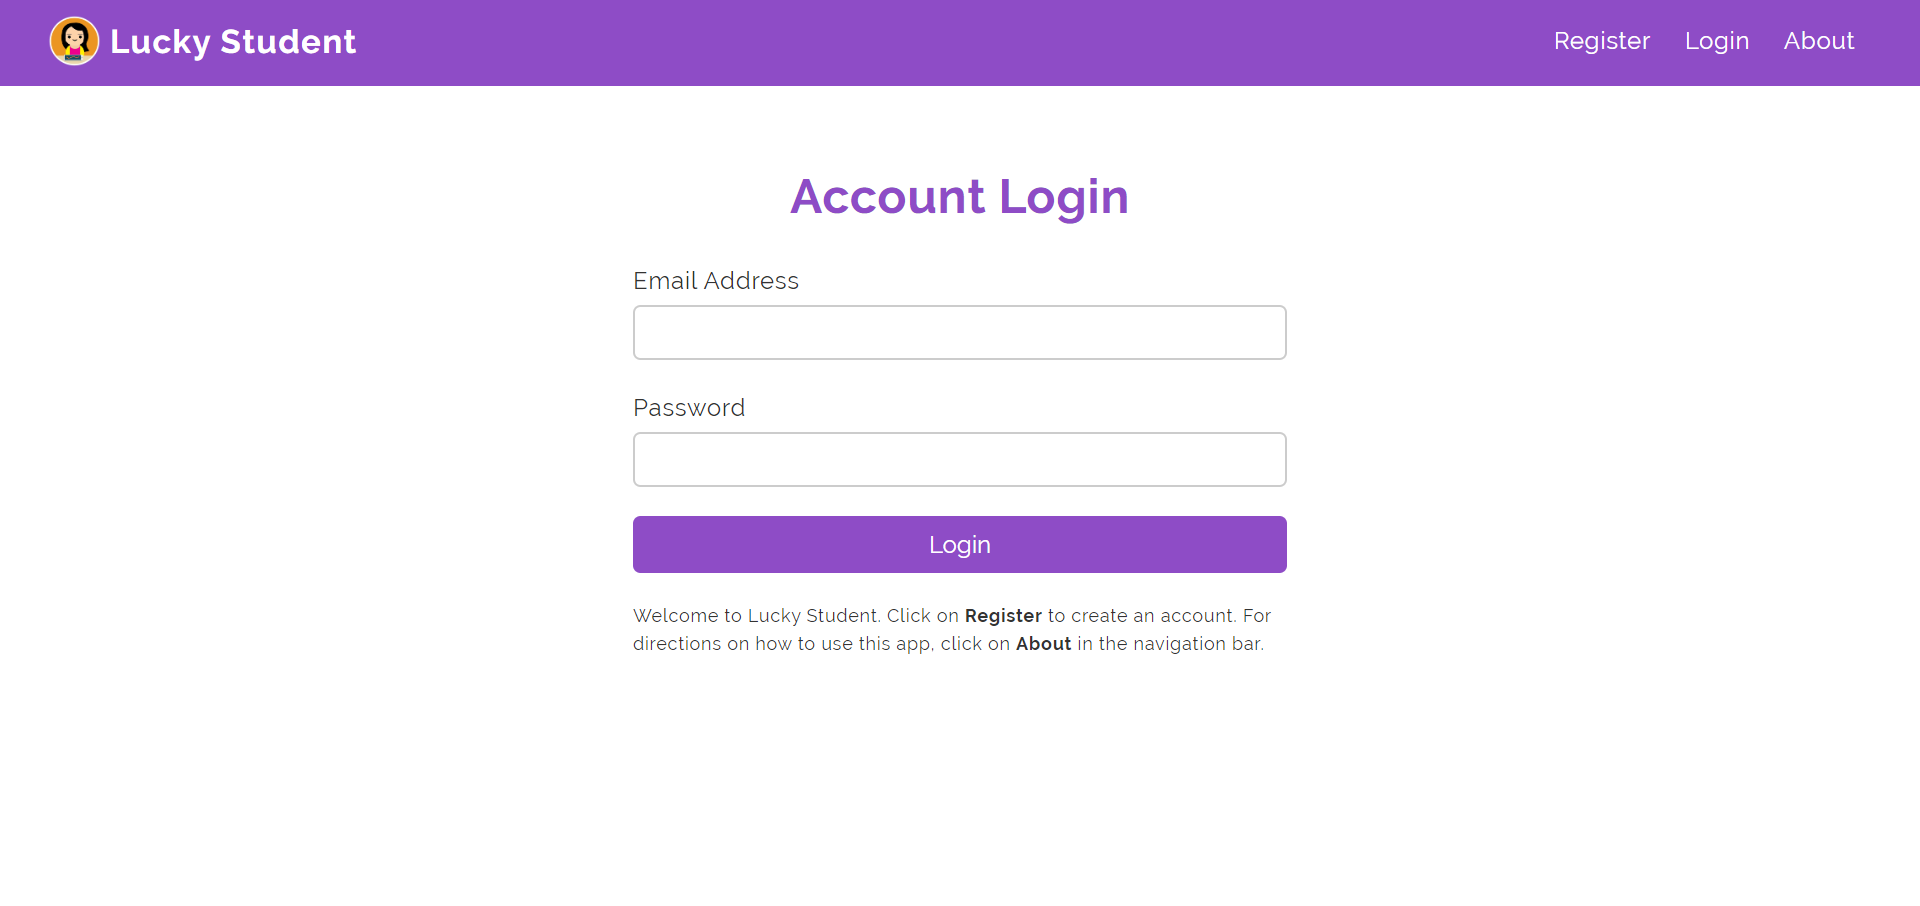 Lucky Student
Register Login About
Account Login
Email Address
Password
Login
Welcome to Lucky Student. Click on Register to create an account. For
directions on how to use this app, click on About in the navigation bar.